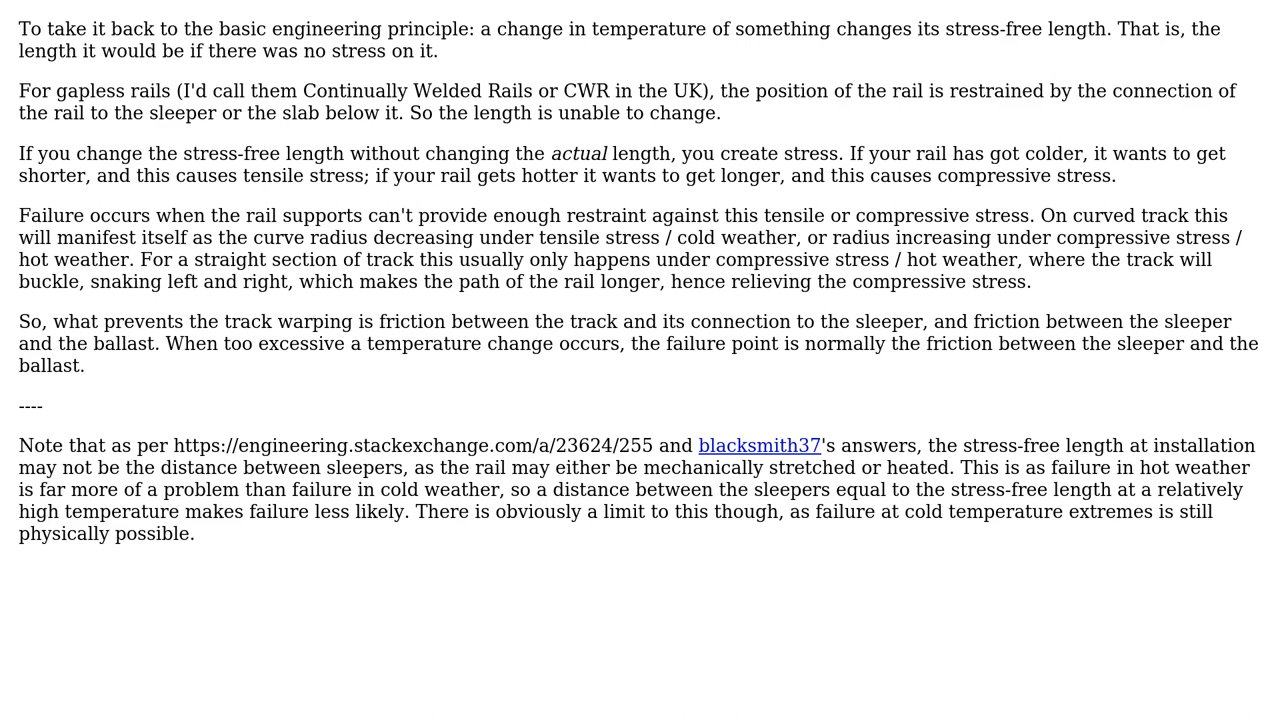 To take it back to the basic engineering principle: a change in temperature of something changes its stress-free length. That is, the
length it would be if there was no stress on it.
For gapless rails (I'd call them Continually Welded Rails or CWR in the UK), the position of the rail is restrained by the connection of
the rail to the sleeper or the slab below it. So the length is unable to change.
If you change the stress-free length without changing the actual length, you create stress. If your rail has got colder, it wants to get
shorter, and this causes tensile stress; if your rail gets hotter it wants to get longer, and this causes compressive stress.
Failure occurs when the rail supports can't provide enough restraint against this tensile or compressive stress. On curved track this
will manifest itself as the curve radius decreasing under tensile stress / cold weather, or radius increasing under compressive stress /
hot weather. For a straight section of track this usually only happens under compressive stress / hot weather, where the track will
buckle, snaking left and right, which makes the path of the rail longer, hence relieving the compressive stress.
So, what prevents the track warping is friction between the track and its connection to the sleeper, and friction between the sleeper
and the ballast. When too excessive a temperature change occurs, the failure point is normally the friction between the sleeper and the
ballast.
----
Note that as per https://engineering.stackexchange.com/a/23624/255 and blacksmith37's answers, the stress-free length at installation
may not be the distance between sleepers, as the rail may either be mechanically stretched or heated. This is as failure in hot weather
is far more of a problem than failure in cold weather, so a distance between the sleepers equal to the stress-free length at a relatively
high temperature makes failure less likely. There is obviously a limit to this though, as failure at cold temperature extremes is still
physically possible.